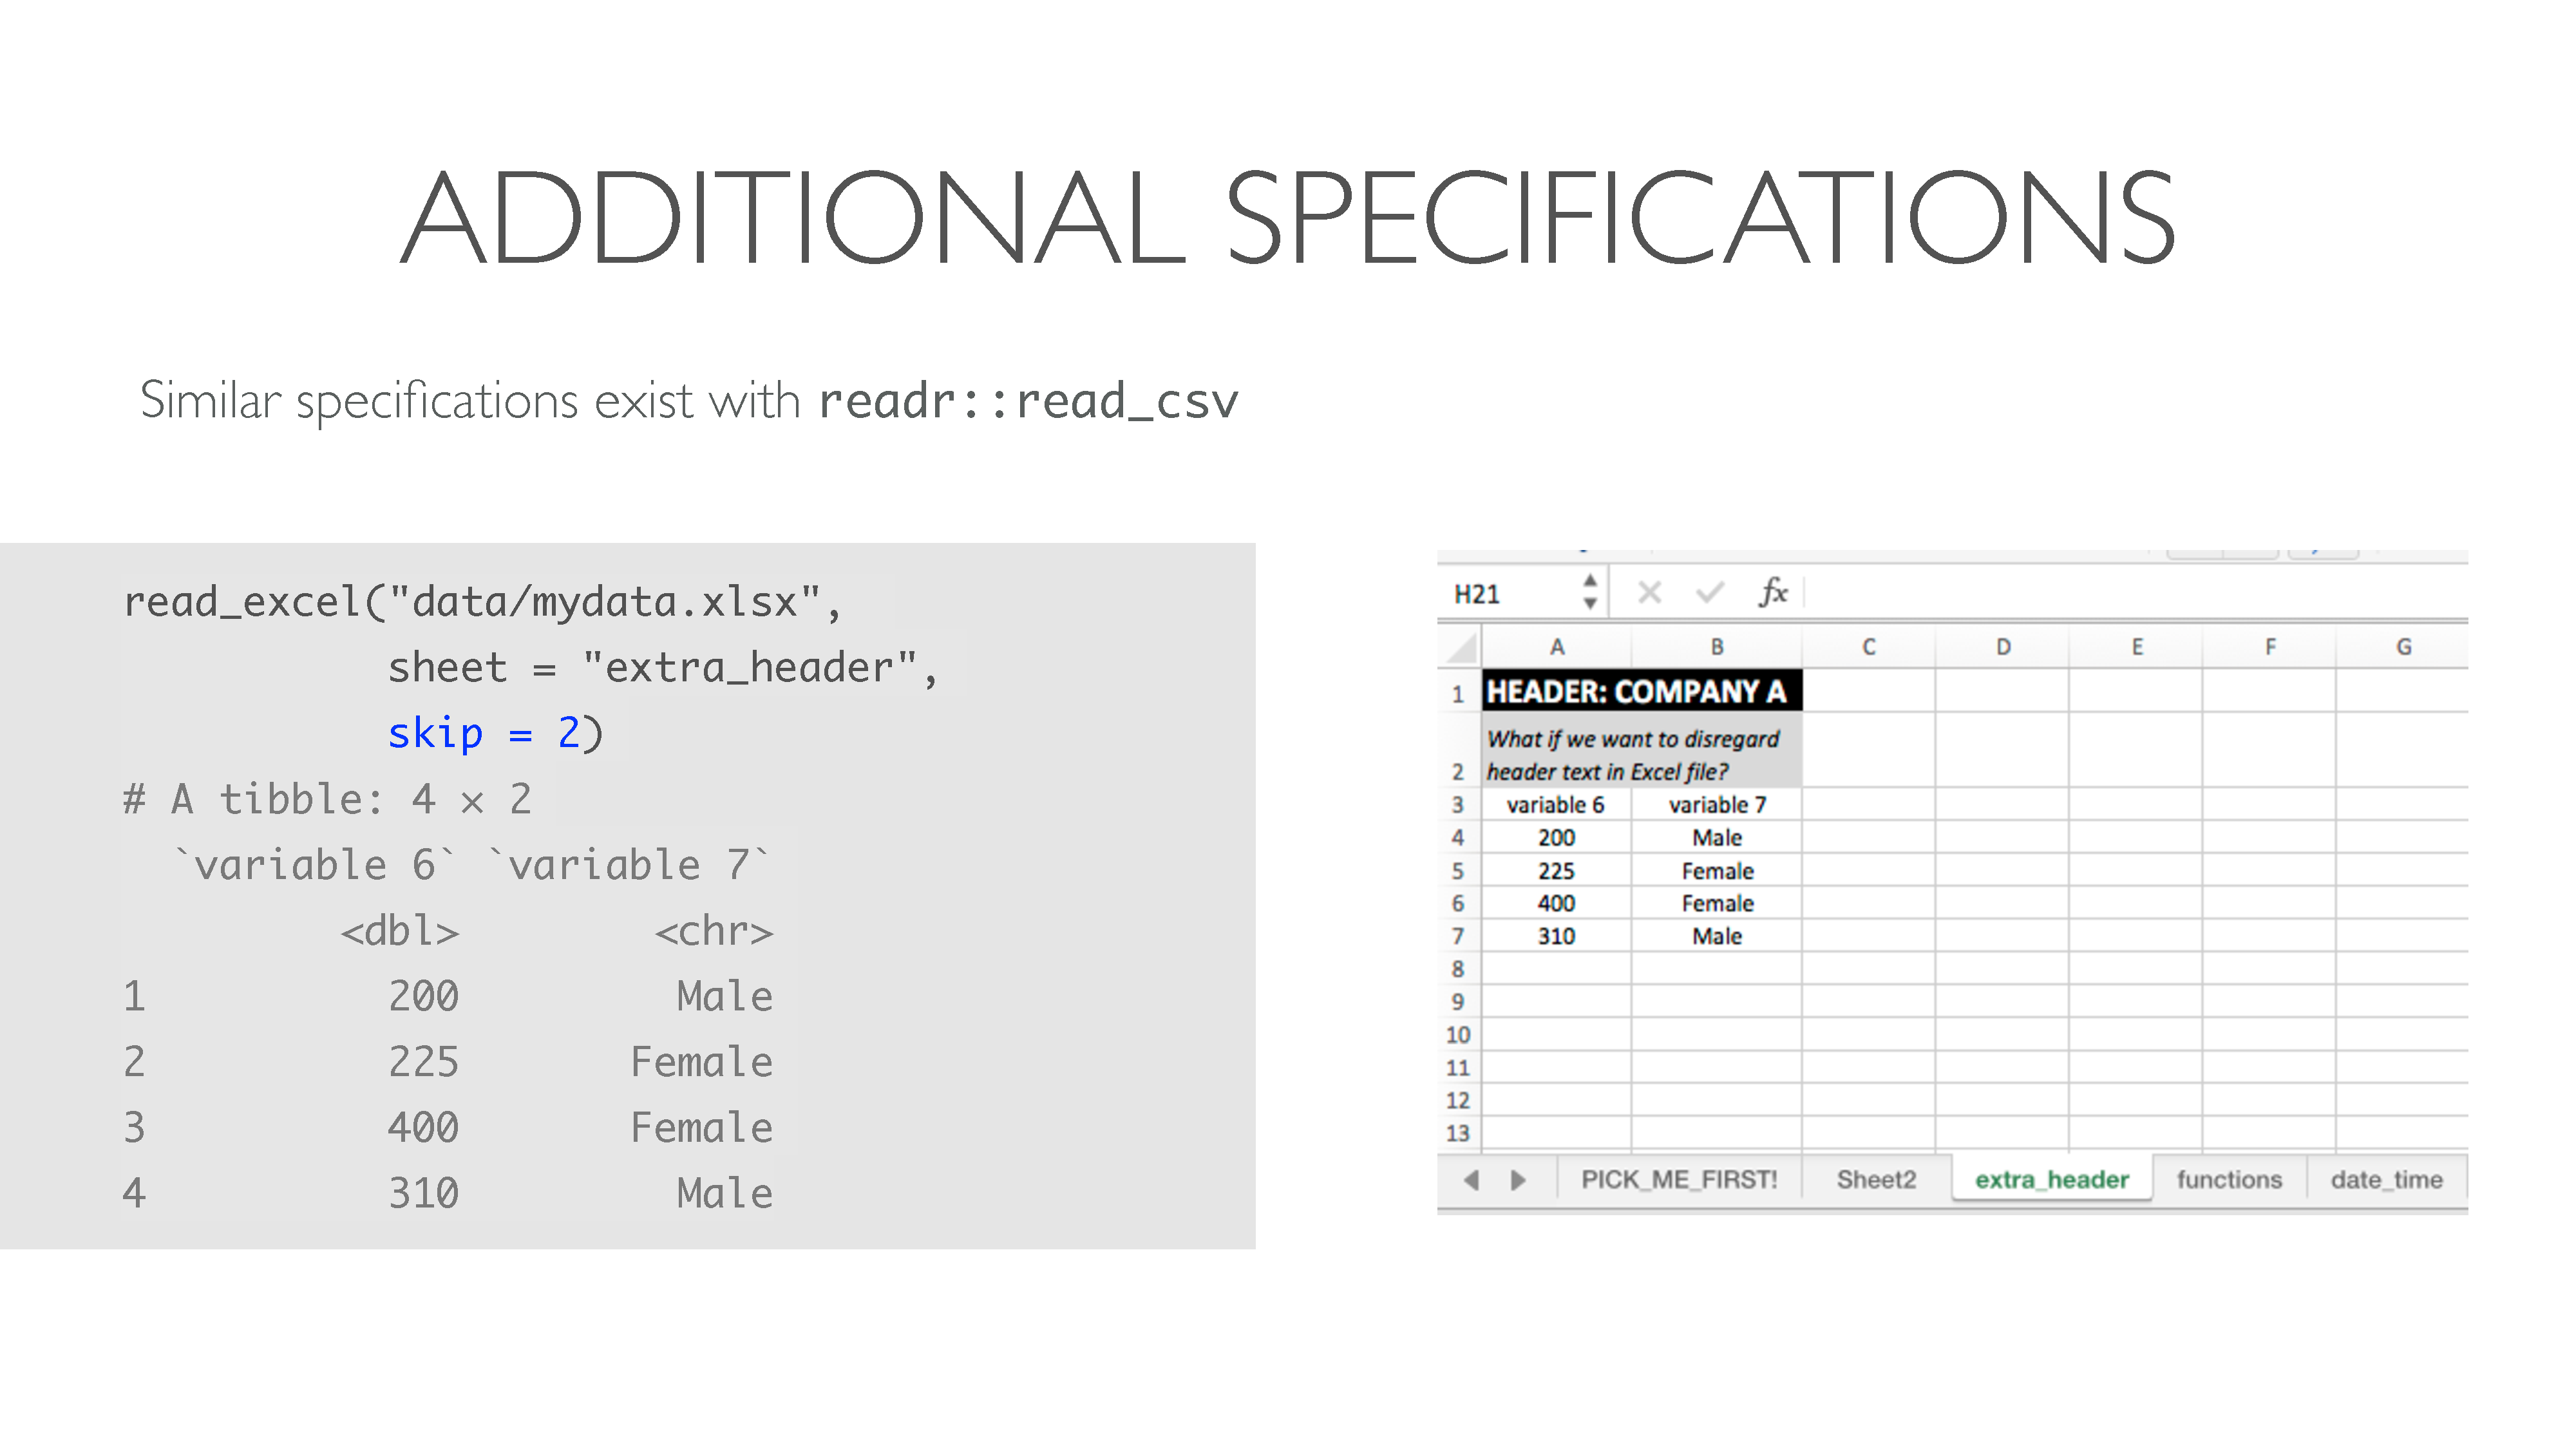 ADDITIONAL SPECIFICATIONS
Similar specifications exist with readr::read_csv
read_excel("data/mydata.xlsx",
sheet = "extra_header",
skip = 2)
# A tibble: 4 × 2
`variable 6` `variable 7`
<dbl> <chr>
1 200 Male
2 225 Female
3 400 Female
4 310 Male
H21 fx
A B C D E F G
1 HEADER: COMPANY A
What if we want to disregard
2 header text in Excel file?
3 variable 6 variable 7
4 200 Male
5 225 Female
6 400 Female
7 310 Male
8
9
10
11
12
13
PICK_ME_FIRST! Sheet2 extra_header functions date_time